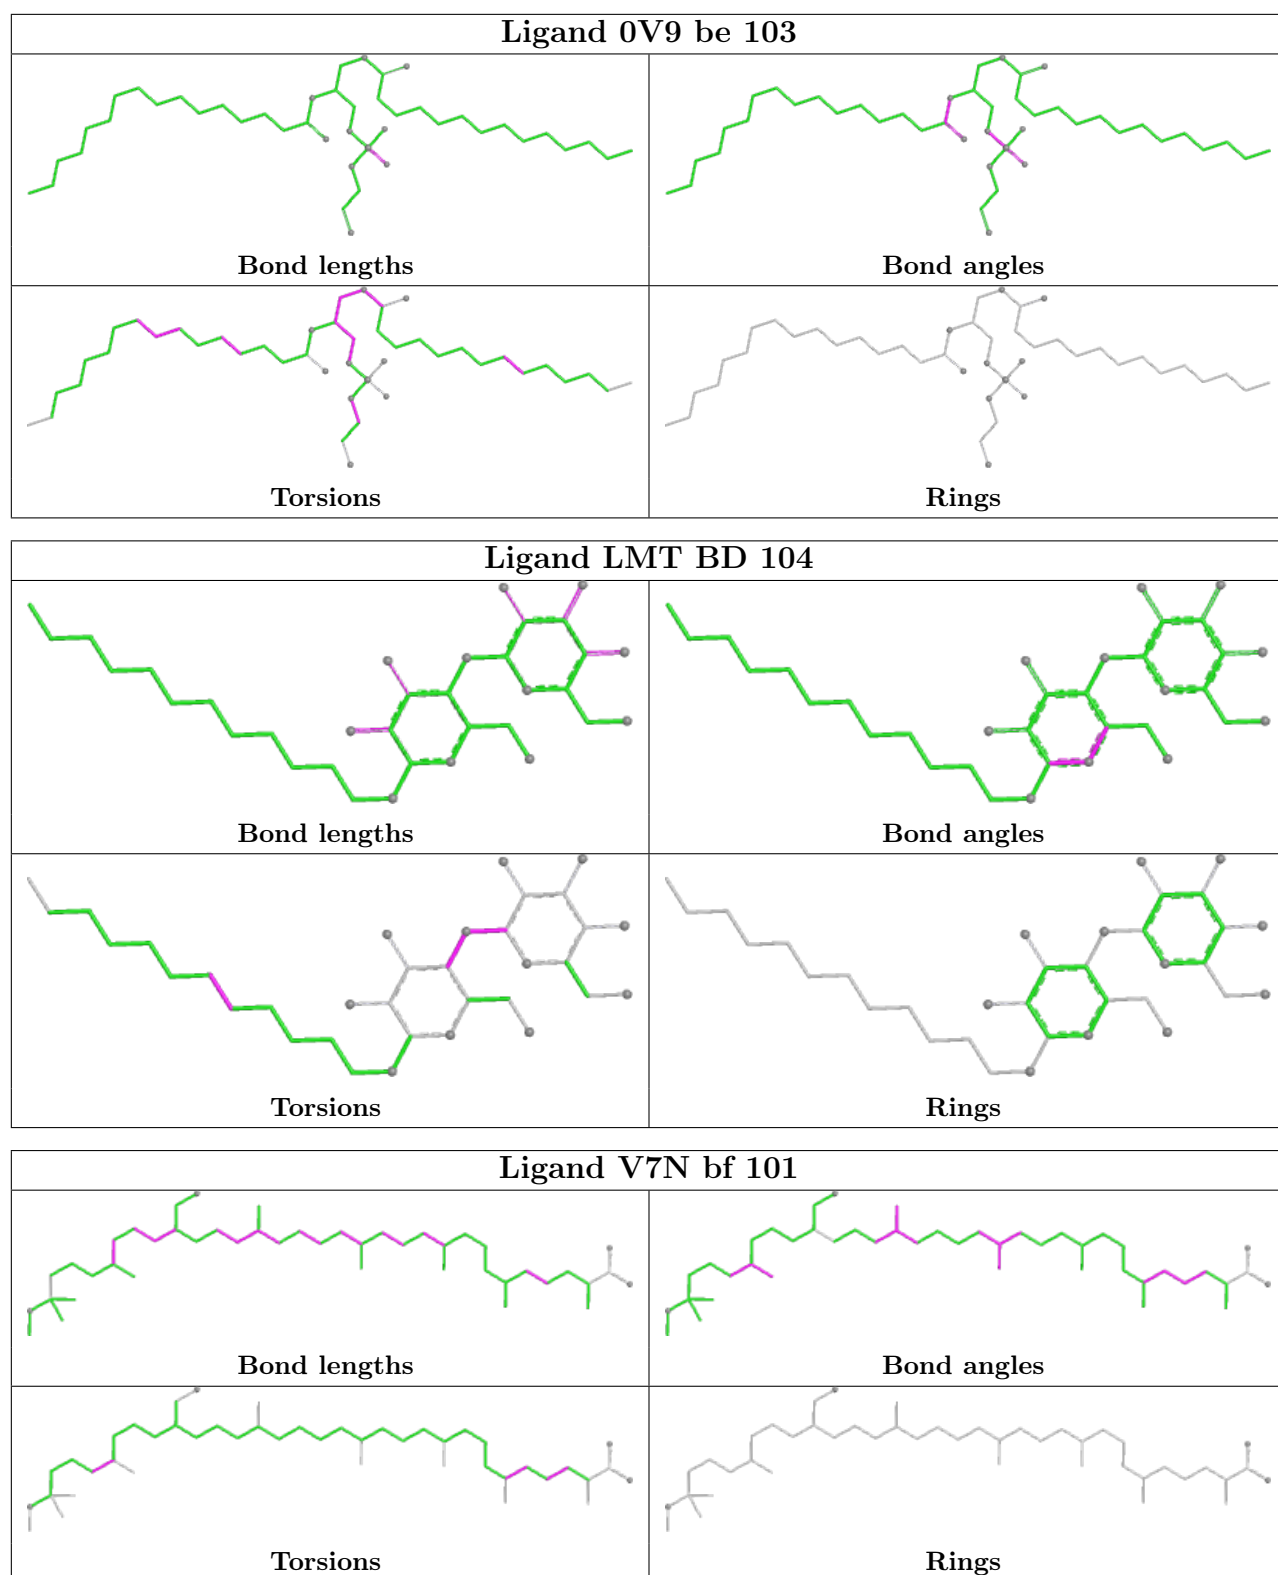 Ligand 0V9 be 103
Bond lengths
Bond angles
Torsions
Rings
Ligand LMT BD 104
Bond lengths
Bond angles
Torsions
Rings
Ligand V7N bf 101
Bond lengths
Bond angles
Torsions
Rings